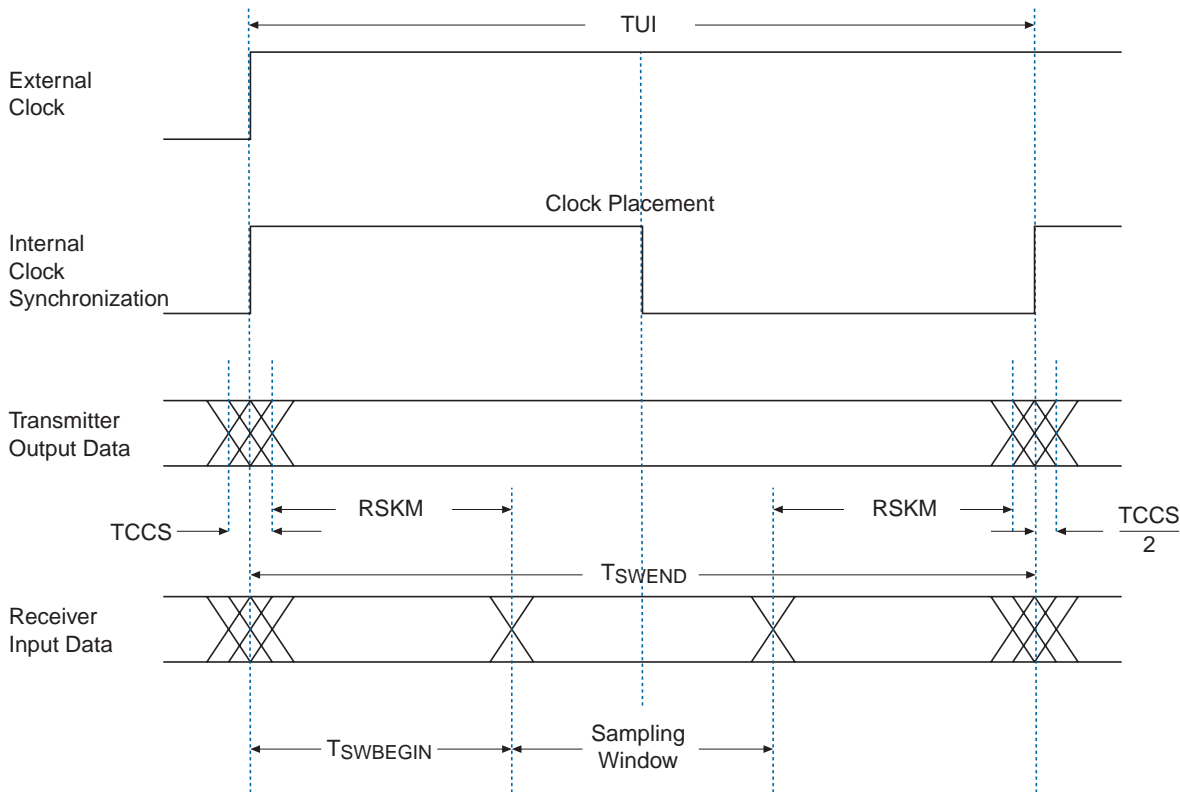 TUI
External
Clock
Clock Placement
Internal
Clock
Synchronization
Transmitter
Output Data
RSKM
RSKM
TCCS
TCCS
2
TSWEND
Receiver
Input Data
TSWBEGIN
Sampling
Window